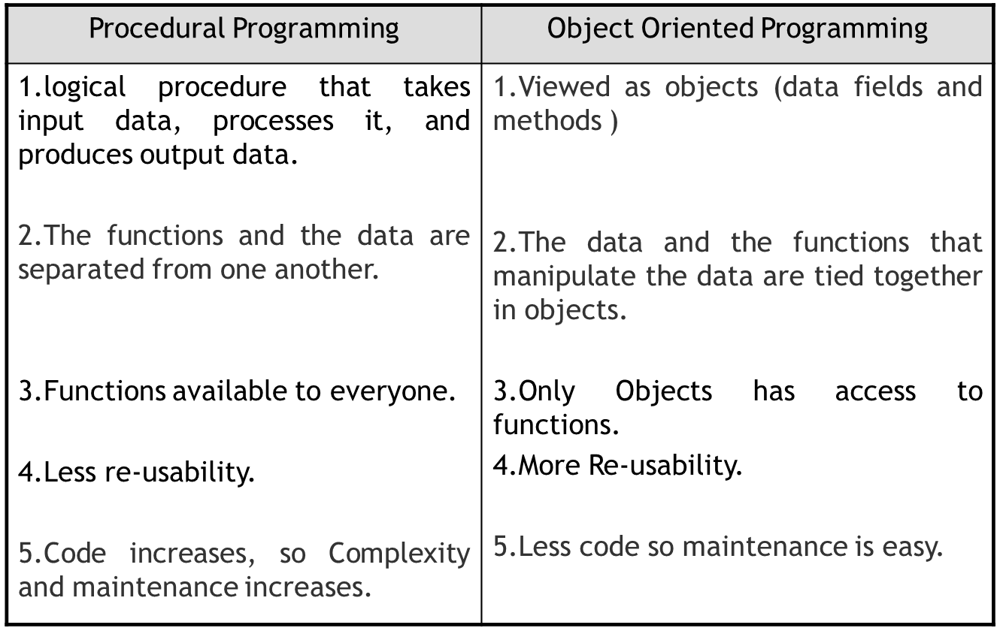 Procedural Programming
Object Oriented Programming
1.logical procedure that takes
input data, processes it, and
produces output data.
2.The functions and the data are
separated from one another.
3.Functions available to everyone.
4.Less re-usability.
5.Code increases, so Complexity
and maintenance increases.
1.Viewed as objects (data fields and
methods )
2.The data and the functions that
manipulate the data are tied together
in objects.
3.Only Objects has access to
functions.
4.More Re-usability.
5.Less code so maintenance is easy.